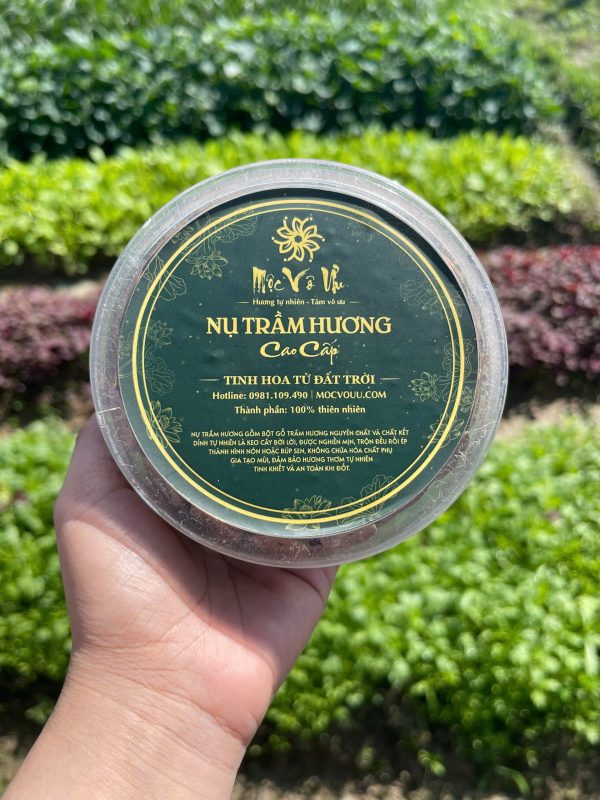 Mộc Vô Ưu
Hương tự nhiên - Tâm vô ưu
NỤ TRẦM HƯƠNG
Cao Cấp
TINH HOA TỪ ĐẤT TRỜI
Hotline: 0981.109.490 | MOCVOUU.COM
Thành phần: 100% thiên nhiên
NỤ TRẦM HƯƠNG GỒM BỘT GỖ TRẦM HƯƠNG NGUYÊN CHẤT VÀ CHẤT KẾT
DÍNH TỰ NHIÊN LÀ KEO CÂY BỜI LỜI, ĐƯỢC NGHIỀN MỊN, TRỘN ĐỀU RỒI ÉP
THÀNH HÌNH NÓN HOẶC BÚP SEN, KHÔNG CHỨA HÓA CHẤT PHỤ
GIA TẠO MÙI, ĐẢM BẢO HƯƠNG THƠM TỰ NHIÊN
TINH KHIẾT VÀ AN TOÀN KHI ĐỐT.